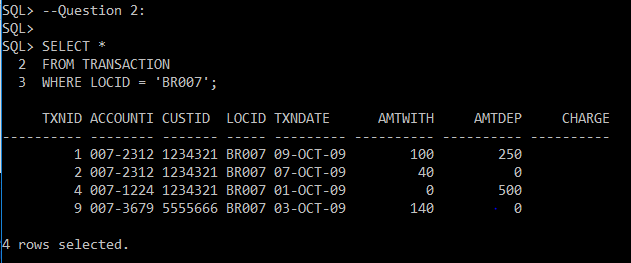 SQL> --Question 2:
SQL>
SQL> SELECT *
  2  FROM TRANSACTION
  3  WHERE LOCID = 'BR007';
     TXNID ACCOUNTI CUSTID  LOCID TXNDATE      AMTWITH     AMTDEP     CHARGE
---------- -------- ------- ----- --------- ---------- ---------- ----------
         1 007-2312 1234321 BR007 09-OCT-09        100        250
         2 007-2312 1234321 BR007 07-OCT-09         40          0
         4 007-1224 1234321 BR007 01-OCT-09          0        500
         9 007-3679 5555666 BR007 03-OCT-09        140          0
4 rows selected.